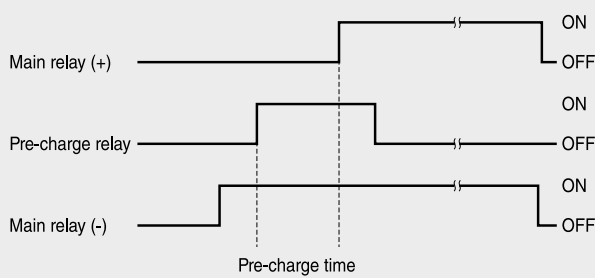 ON
Main relay (+)
OFF
ON
Pre-charge relay
OFF
ON
Main relay (-)
OFF
Pre-charge time